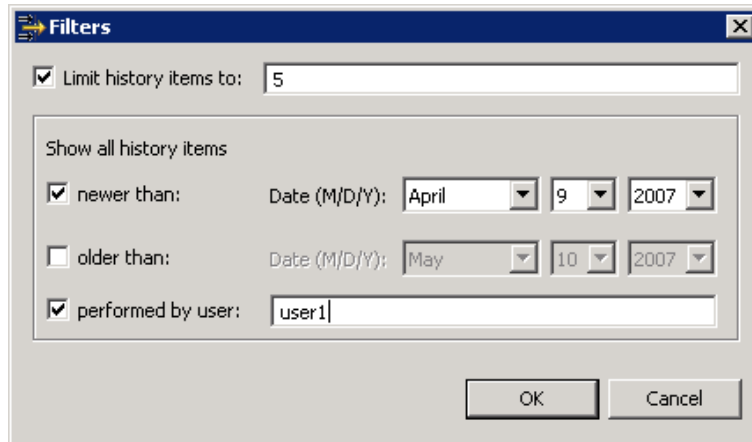 Filters
Limit history items to: 5
Show all history items
newer than: Date (M/D/Y): April 9 2007
older than: Date (M/D/Y): May 10 2007
performed by user: user1
OK Cancel